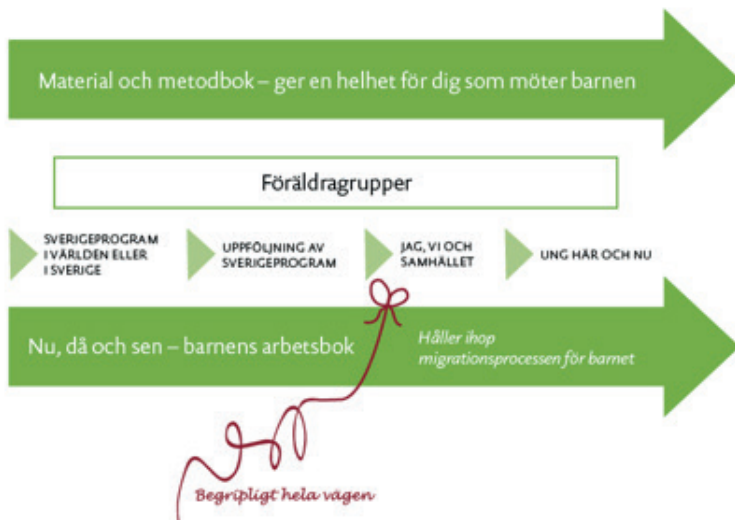 Material och metodbok – ger en helhet för dig som möter barnen
Föräldragrupper
SVERIGEPROGRAM
I VÄRLDEN ELLER
I SVERIGE
UPPFÖLJNING AV
SVERIGEPROGRAM
JAG, VI OCH
SAMHÄLLET
UNG HÄR OCH NU
Nu, då och sen – barnens arbetsbok
Håller ihop
migrationsprocessen för barnet
Begripligt hela vägen